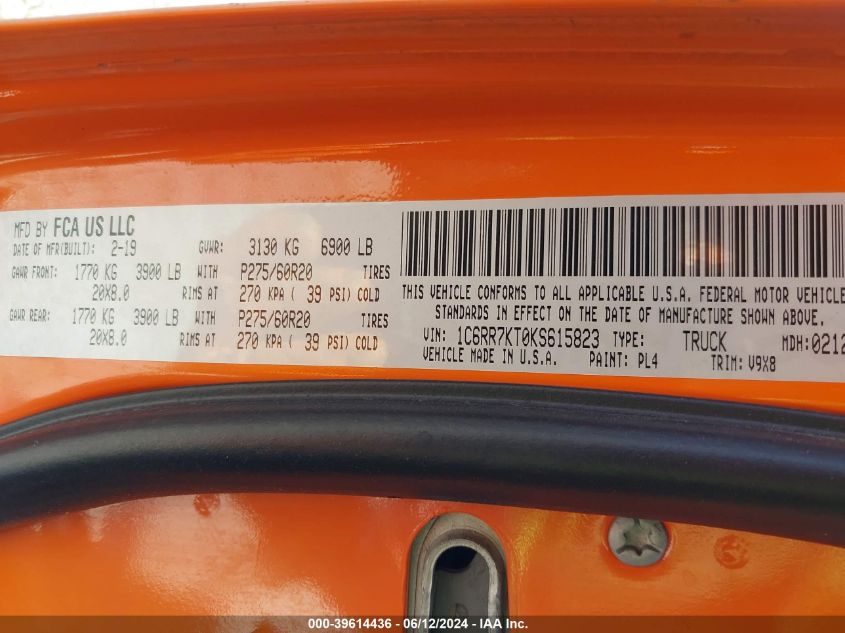 MFD BY FCA US LLC
DATE OF MFR(BUILT): 2-19 GVWR: 3130 KG 6900 LB
GAWR FRONT: 1770 KG 3900 LB WITH P275/60R20 TIRES
20X8.0 RIMS AT 270 KPA ( 39 PSI) COLD
GAWR REAR: 1770 KG 3900 LB WITH P275/60R20 TIRES
20X8.0 RIMS AT 270 KPA ( 39 PSI) COLD
THIS VEHICLE CONFORMS TO ALL APPLICABLE U.S.A. FEDERAL MOTOR VEHICLE
STANDARDS IN EFFECT ON THE DATE OF MANUFACTURE SHOWN ABOVE.
VIN: 1C6RR7KT0KS615823 TYPE: TRUCK MDH:0212
VEHICLE MADE IN U.S.A. PAINT: PL4 TRIM: V9X8
000-39614436 - 06/12/2024 - IAA Inc.